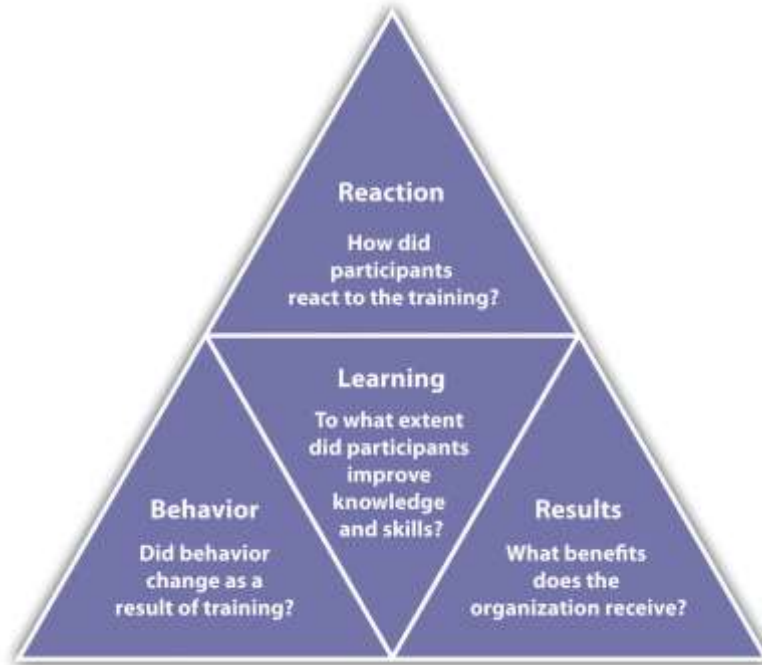 Reaction
How did
participants
react to the training?
Learning
To what extent
did participants
improve
knowledge
and skills?
Behavior
Did behavior
change as a
result of training?
Results
What benefits
does the
organization receive?